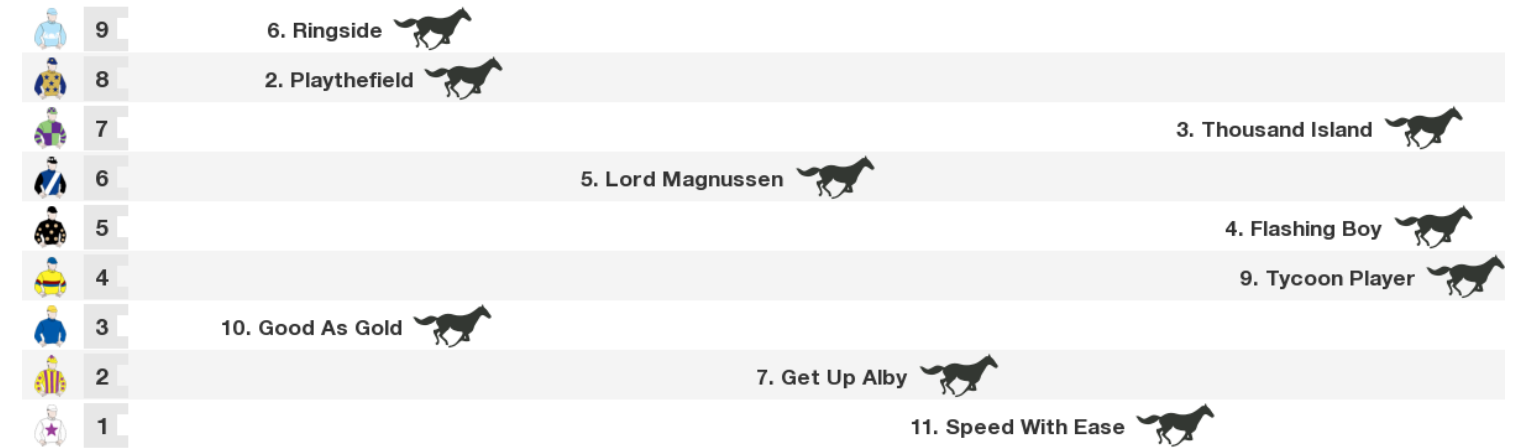 9 6. Ringside
8 2. Playthefield
7 3. Thousand Island
6 5. Lord Magnussen
5 4. Flashing Boy
4 9. Tycoon Player
3 10. Good As Gold
2 7. Get Up Alby
1 11. Speed With Ease